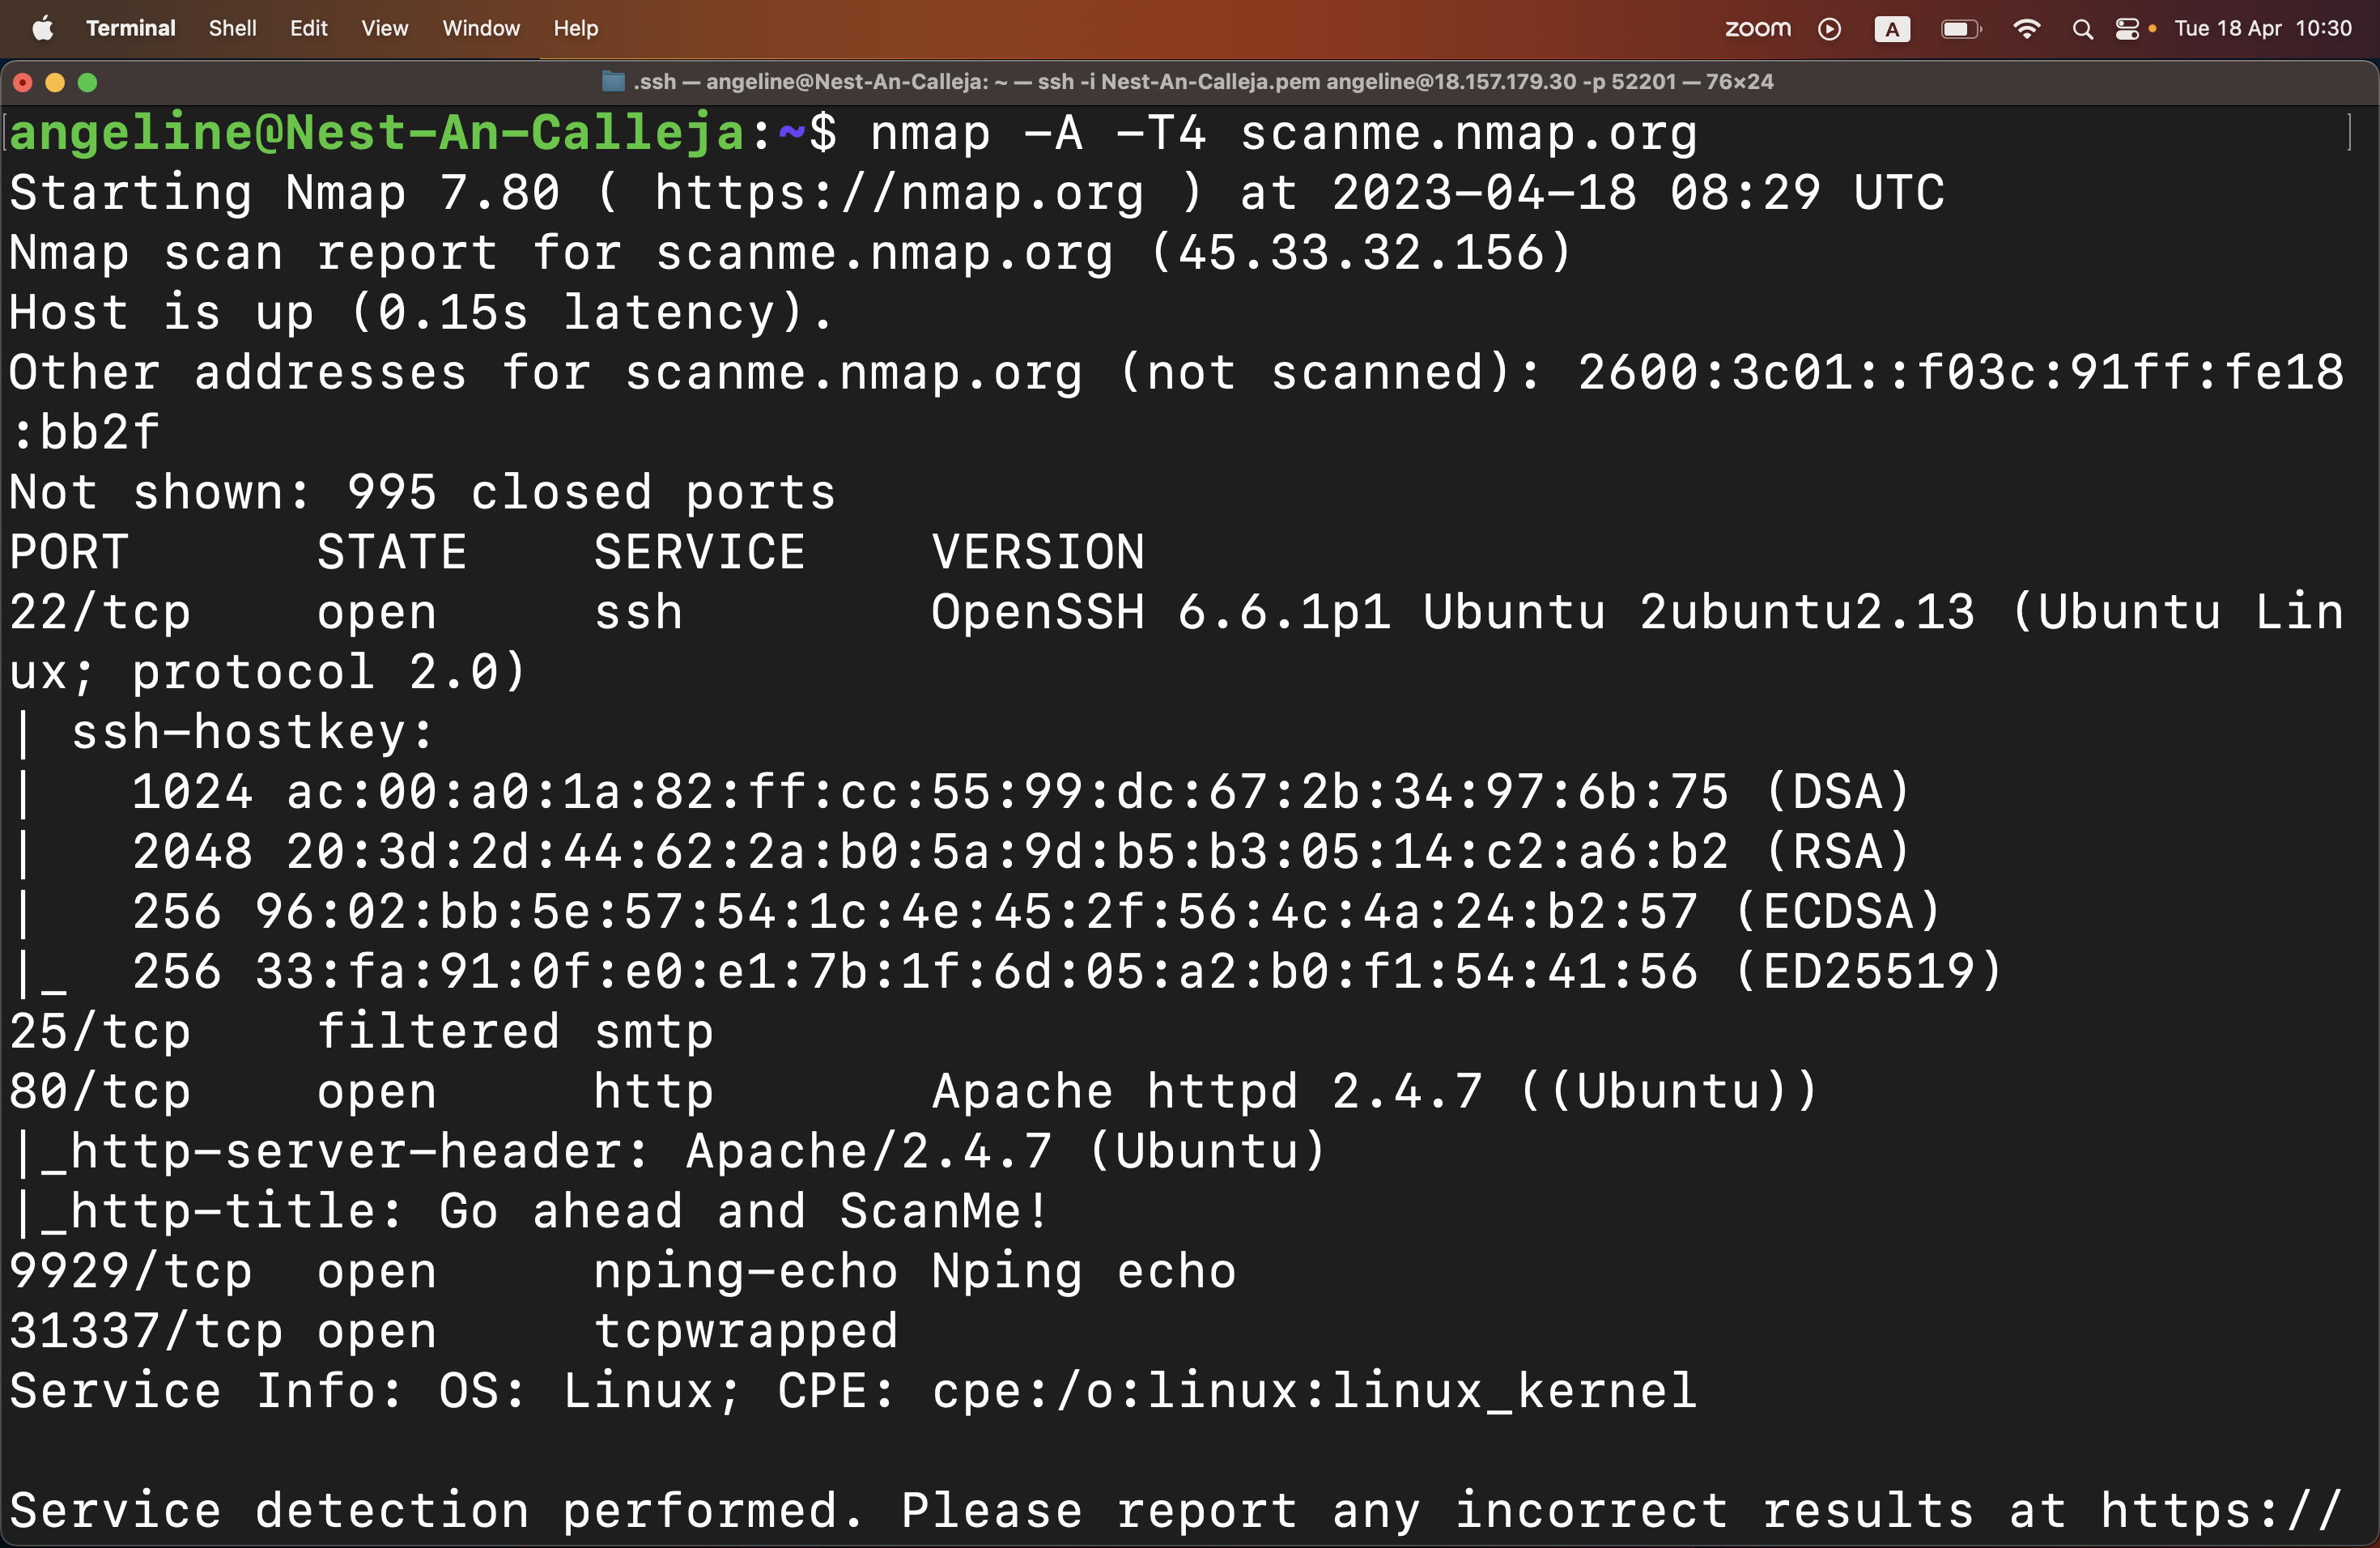 Terminal Shell Edit View Window Help zoom A Tue 18 Apr 10:30
.ssh — angeline@Nest-An-Calleja: ~ — ssh -i Nest-An-Calleja.pem angeline@18.157.179.30 -p 52201 — 76×24
[angeline@Nest-An-Calleja:~$ nmap -A -T4 scanme.nmap.org ]
Starting Nmap 7.80 ( https://nmap.org ) at 2023-04-18 08:29 UTC
Nmap scan report for scanme.nmap.org (45.33.32.156)
Host is up (0.15s latency).
Other addresses for scanme.nmap.org (not scanned): 2600:3c01::f03c:91ff:fe18
:bb2f
Not shown: 995 closed ports
PORT      STATE    SERVICE    VERSION
22/tcp    open     ssh        OpenSSH 6.6.1p1 Ubuntu 2ubuntu2.13 (Ubuntu Lin
ux; protocol 2.0)
| ssh-hostkey:
|   1024 ac:00:a0:1a:82:ff:cc:55:99:dc:67:2b:34:97:6b:75 (DSA)
|   2048 20:3d:2d:44:62:2a:b0:5a:9d:b5:b3:05:14:c2:a6:b2 (RSA)
|   256 96:02:bb:5e:57:54:1c:4e:45:2f:56:4c:4a:24:b2:57 (ECDSA)
|_  256 33:fa:91:0f:e0:e1:7b:1f:6d:05:a2:b0:f1:54:41:56 (ED25519)
25/tcp    filtered smtp
80/tcp    open     http       Apache httpd 2.4.7 ((Ubuntu))
|_http-server-header: Apache/2.4.7 (Ubuntu)
|_http-title: Go ahead and ScanMe!
9929/tcp  open     nping-echo Nping echo
31337/tcp open     tcpwrapped
Service Info: OS: Linux; CPE: cpe:/o:linux:linux_kernel
Service detection performed. Please report any incorrect results at https://